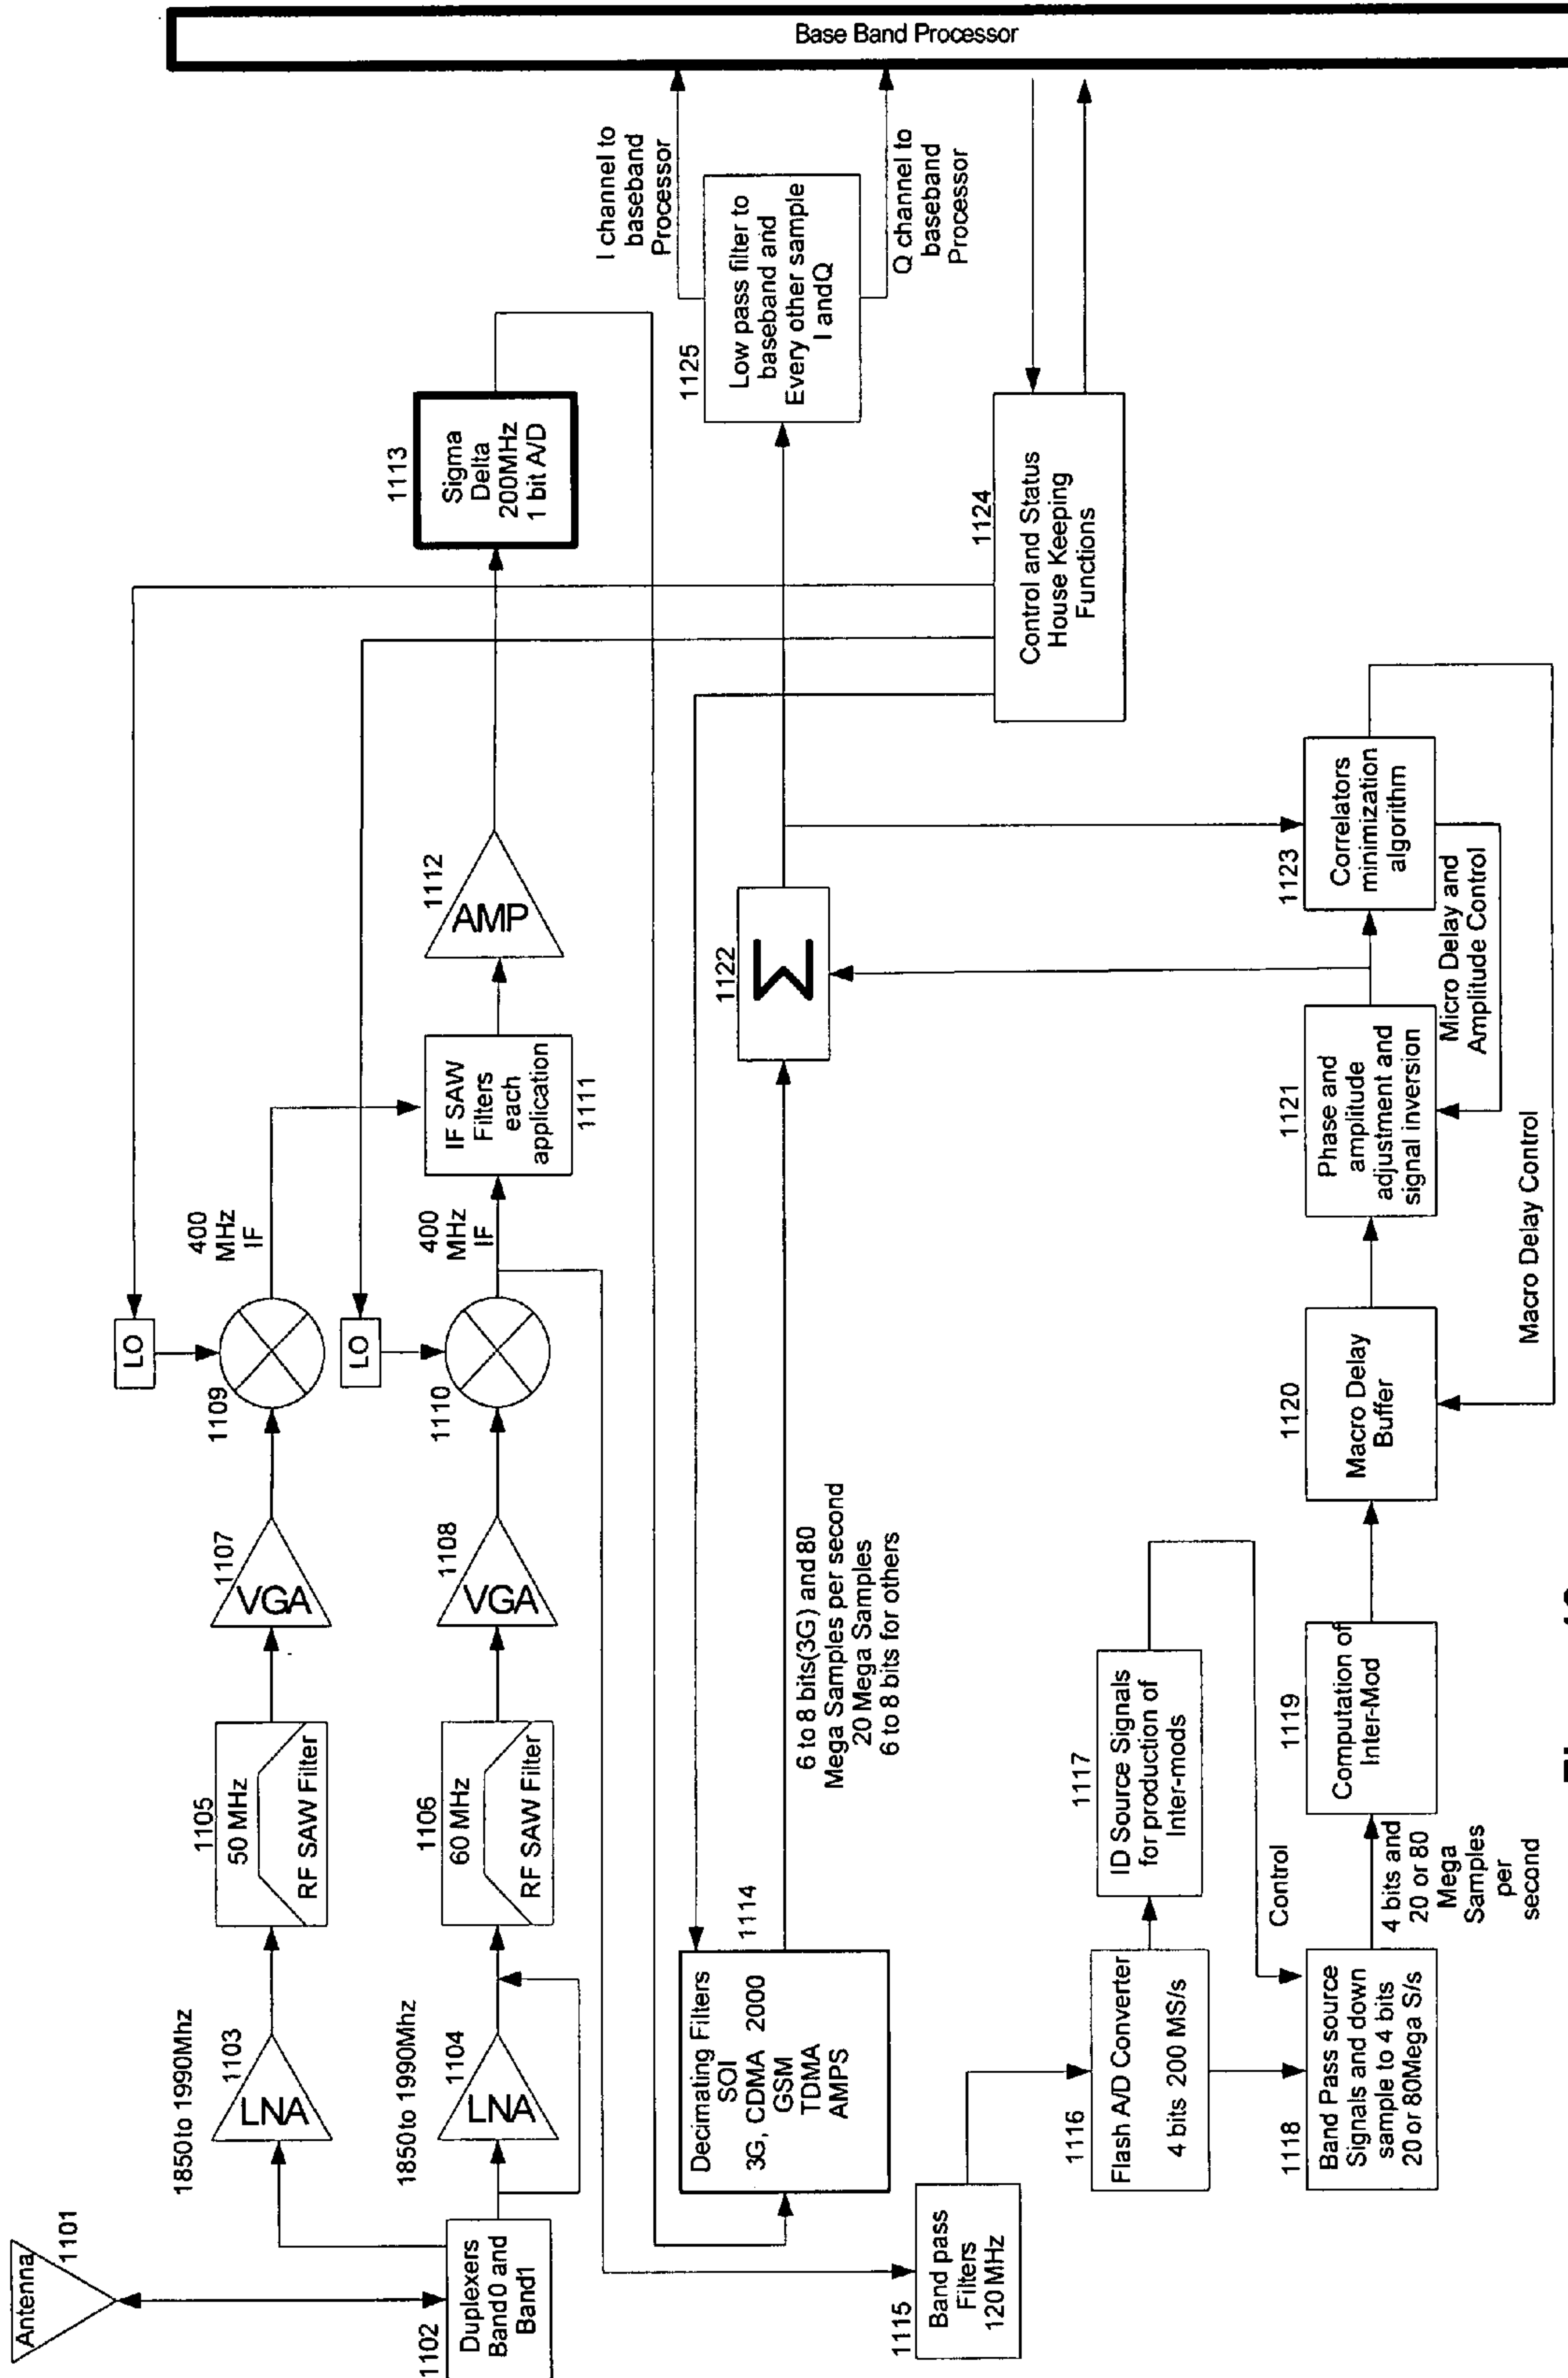 Antenna
1101
1102
Duplexers
Band0 and
Band1
1850to 1990Mhz
1103
LNA
1105
50 MHz
RF SAW Filter
1107
VGA
1109
LO
400
MHz
IF
1850to 1990Mhz
1104
LNA
1106
60 MHz
RF SAW Filter
1108
VGA
1110
LO
400
MHz
IF
IF SAW
Filters
each
application
1111
1112
AMP
1113
Sigma
Delta
200MHz
1 bit A/D
1114
Decimating Filters
SOI
3G, CDMA 2000
GSM
TDMA
AMPS
6 to 8 bits(3G) and 80
Mega Samples per second
20 Mega Samples
6 to 8 bits for others
1122
Σ
1125
Low pass filter to
baseband and
Every other sample
I andQ
I channel to
baseband
Processor
Q channel to
baseband
Processor
Base Band Processor
1124
Control and Status
House Keeping
Functions
1115
Band pass
Filters
120 MHz
1116
Flash A/D Converter
4 bits 200 MS/s
1117
ID Source Signals
for production of
Inter-mods
Control
1118
Band Pass source
Signals and down
sample to 4 bits
20 or 80Mega S/s
4 bits and
20 or 80
Mega
Samples
per
second
1119
Computation of
Inter-Mod
1120
Macro Delay
Buffer
1121
Phase and
amplitude
adjustment and
signal inversion
1123
Correlators
minimization
algorithm
Micro Delay and
Amplitude Control
Macro Delay Control